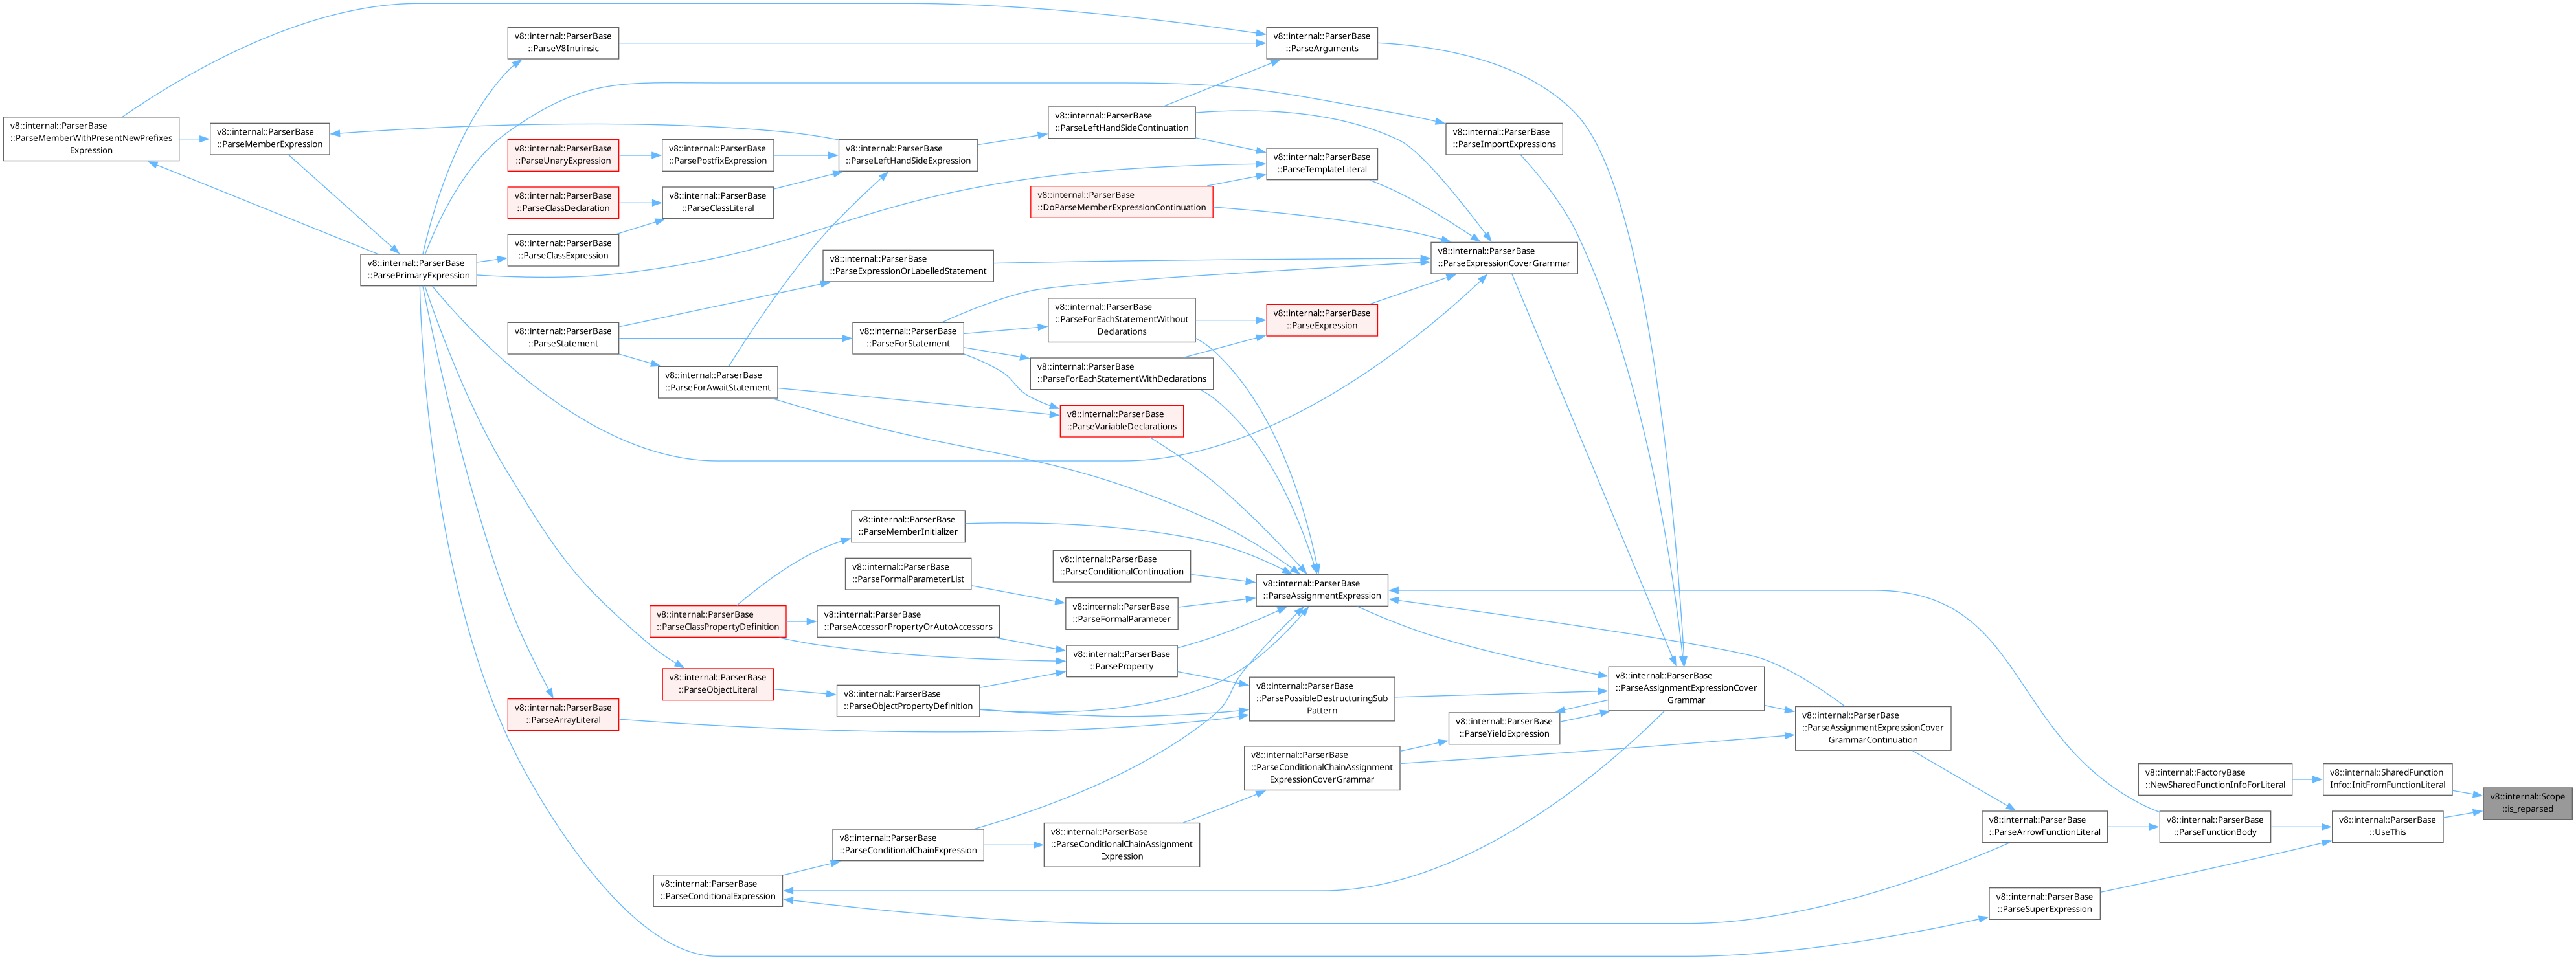 v8::internal::ParserBase
::ParseMemberWithPresentNewPrefixes
Expression
v8::internal::ParserBase
::ParseMemberExpression
v8::internal::ParserBase
::ParsePrimaryExpression
v8::internal::ParserBase
::ParseV8Intrinsic
v8::internal::ParserBase
::ParseUnaryExpression
v8::internal::ParserBase
::ParseClassDeclaration
v8::internal::ParserBase
::ParseClassExpression
v8::internal::ParserBase
::ParseStatement
v8::internal::ParserBase
::ParseArrayLiteral
v8::internal::ParserBase
::ParsePostfixExpression
v8::internal::ParserBase
::ParseClassLiteral
v8::internal::ParserBase
::ParseForAwaitStatement
v8::internal::ParserBase
::ParseClassPropertyDefinition
v8::internal::ParserBase
::ParseObjectLiteral
v8::internal::ParserBase
::ParseConditionalExpression
v8::internal::ParserBase
::ParseLeftHandSideExpression
v8::internal::ParserBase
::ParseExpressionOrLabelledStatement
v8::internal::ParserBase
::ParseForStatement
v8::internal::ParserBase
::ParseMemberInitializer
v8::internal::ParserBase
::ParseFormalParameterList
v8::internal::ParserBase
::ParseAccessorPropertyOrAutoAccessors
v8::internal::ParserBase
::ParseObjectPropertyDefinition
v8::internal::ParserBase
::ParseConditionalChainExpression
v8::internal::ParserBase
::ParseLeftHandSideContinuation
v8::internal::ParserBase
::DoParseMemberExpressionContinuation
v8::internal::ParserBase
::ParseForEachStatementWithout
Declarations
v8::internal::ParserBase
::ParseForEachStatementWithDeclarations
v8::internal::ParserBase
::ParseVariableDeclarations
v8::internal::ParserBase
::ParseConditionalContinuation
v8::internal::ParserBase
::ParseFormalParameter
v8::internal::ParserBase
::ParseProperty
v8::internal::ParserBase
::ParseConditionalChainAssignment
Expression
v8::internal::ParserBase
::ParseArguments
v8::internal::ParserBase
::ParseTemplateLiteral
v8::internal::ParserBase
::ParseExpression
v8::internal::ParserBase
::ParseAssignmentExpression
v8::internal::ParserBase
::ParsePossibleDestructuringSub
Pattern
v8::internal::ParserBase
::ParseConditionalChainAssignment
ExpressionCoverGrammar
v8::internal::ParserBase
::ParseImportExpressions
v8::internal::ParserBase
::ParseExpressionCoverGrammar
v8::internal::ParserBase
::ParseYieldExpression
v8::internal::ParserBase
::ParseAssignmentExpressionCover
Grammar
v8::internal::ParserBase
::ParseAssignmentExpressionCover
GrammarContinuation
v8::internal::ParserBase
::ParseArrowFunctionLiteral
v8::internal::ParserBase
::ParseSuperExpression
v8::internal::FactoryBase
::NewSharedFunctionInfoForLiteral
v8::internal::ParserBase
::ParseFunctionBody
v8::internal::SharedFunction
Info::InitFromFunctionLiteral
v8::internal::ParserBase
::UseThis
v8::internal::Scope
::is_reparsed